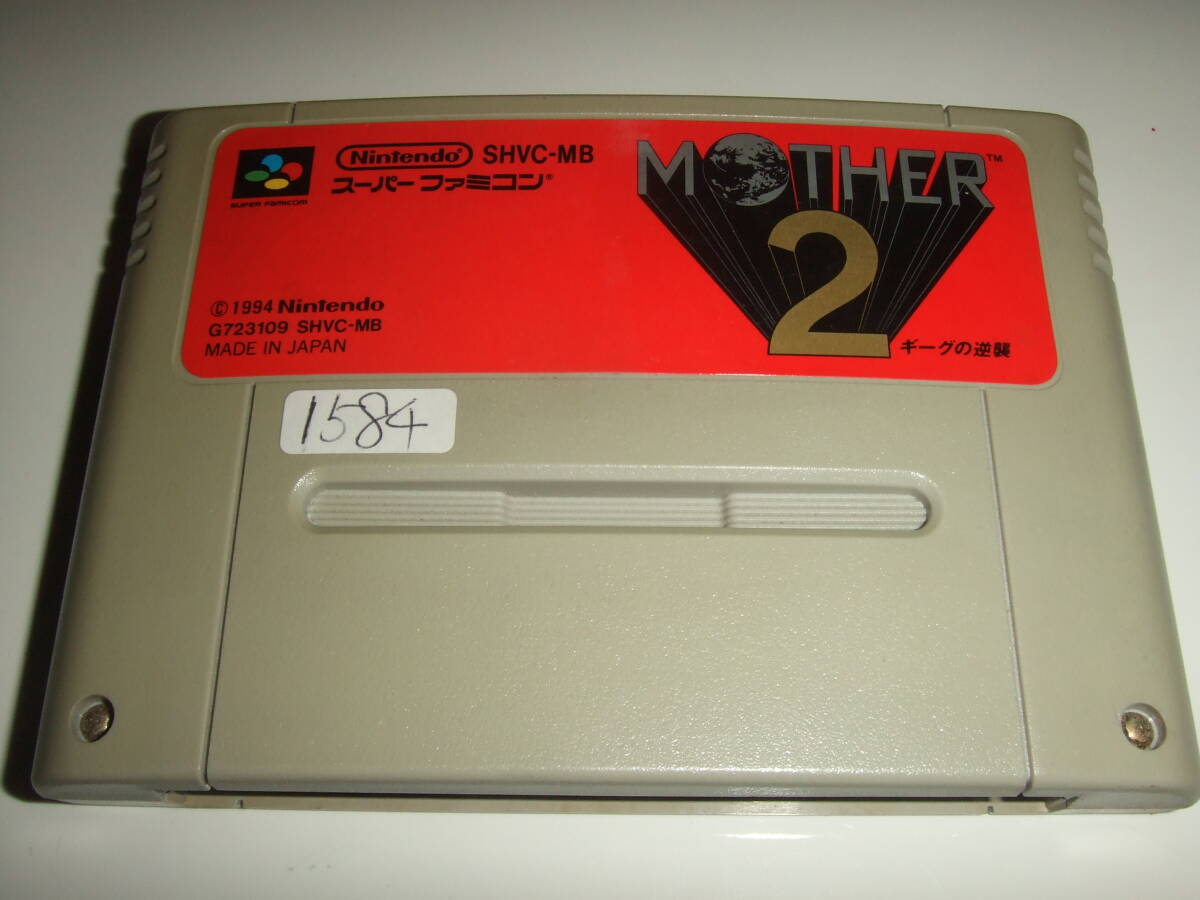 SUPER FAMICOM
Nintendo SHVC-MB
スーパーファミコン®
MOTHER™
2
ギーグの逆襲
© 1994 Nintendo
G723109 SHVC-MB
MADE IN JAPAN
1584